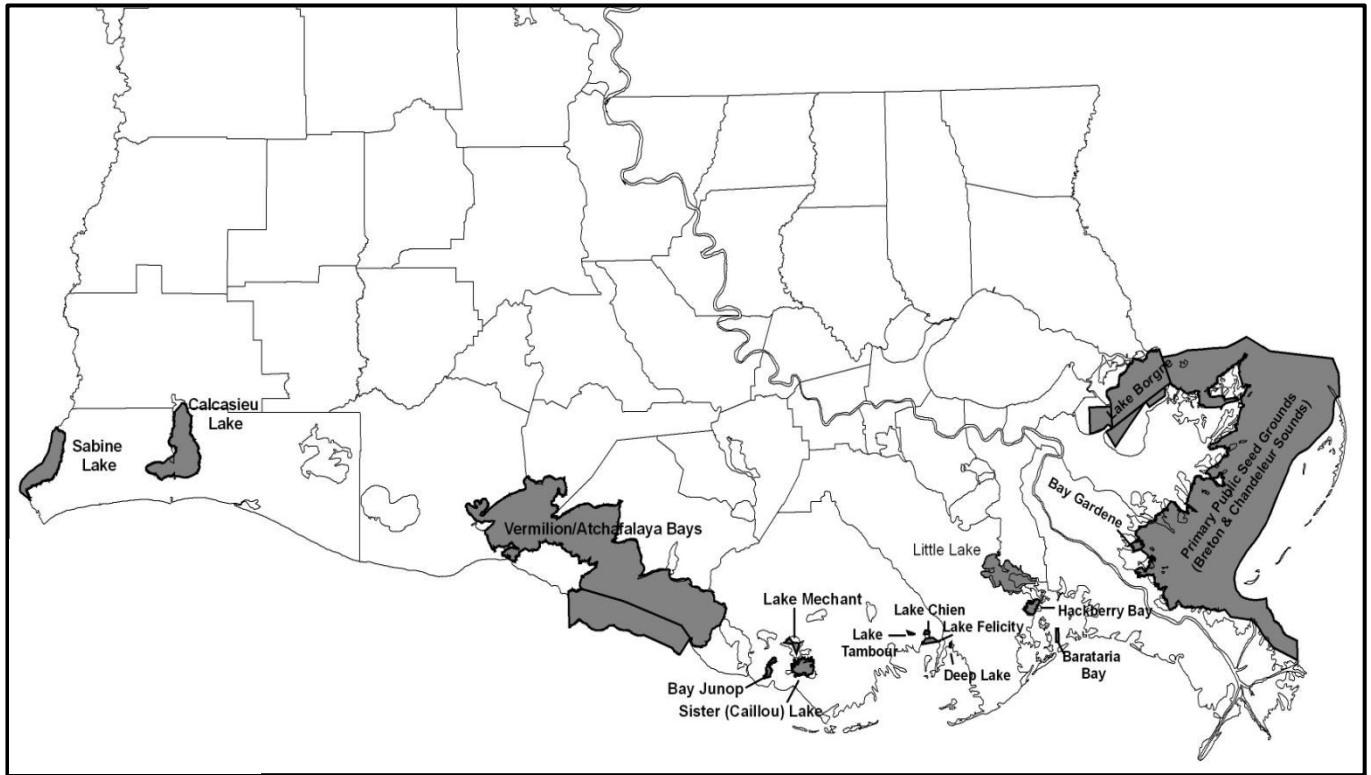 Calcasieu
Lake
Sabine
Lake
Vermilion/Atchafalaya Bays
Lake Borgne
Primary Public Seed Grounds
(Breton & Chandeleur Sounds)
Bay Gardene
Little Lake
Lake Mechant
Lake Chien
Hackberry Bay
Lake Felicity
Lake
Tambour
Barataria
Bay
Deep Lake
Bay Junop
Sister (Caillou) Lake